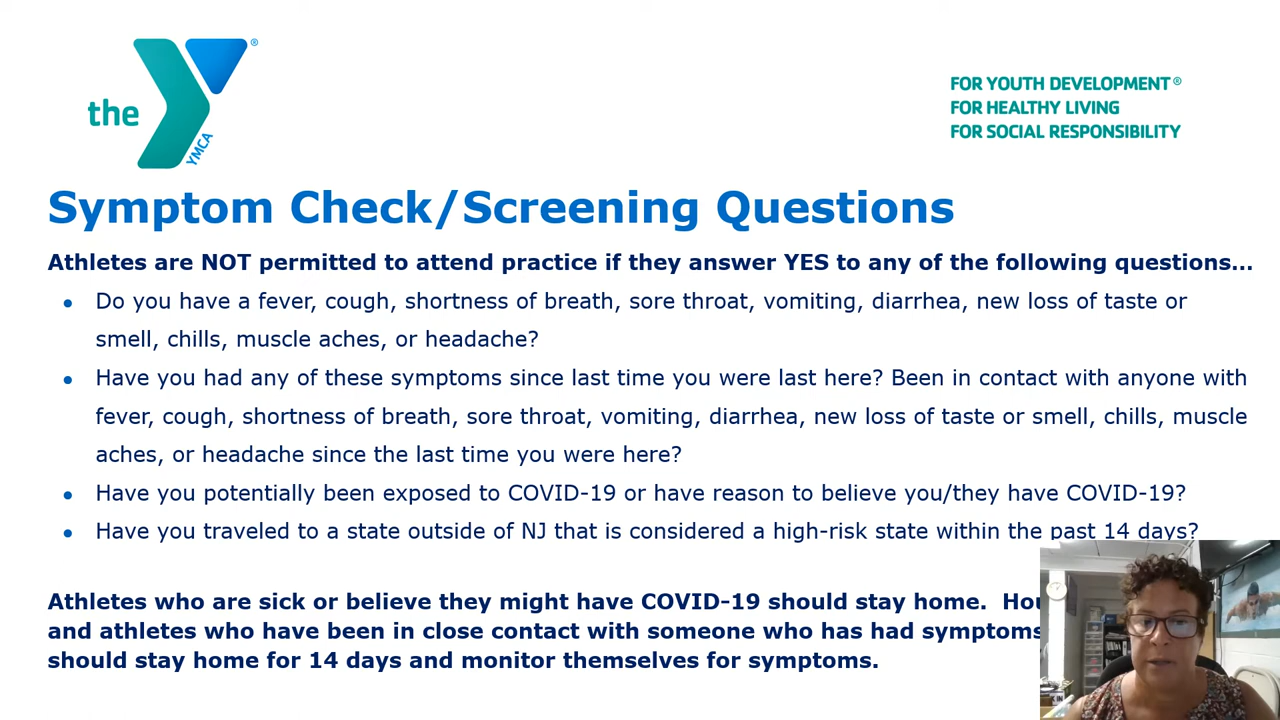 the
YMCA
®
FOR YOUTH DEVELOPMENT®
FOR HEALTHY LIVING
FOR SOCIAL RESPONSIBILITY
Symptom Check/Screening Questions
Athletes are NOT permitted to attend practice if they answer YES to any of the following questions...
• Do you have a fever, cough, shortness of breath, sore throat, vomiting, diarrhea, new loss of taste or
smell, chills, muscle aches, or headache?
• Have you had any of these symptoms since last time you were last here? Been in contact with anyone with
fever, cough, shortness of breath, sore throat, vomiting, diarrhea, new loss of taste or smell, chills, muscle
aches, or headache since the last time you were here?
• Have you potentially been exposed to COVID-19 or have reason to believe you/they have COVID-19?
• Have you traveled to a state outside of NJ that is considered a high-risk state within the past 14 days?
Athletes who are sick or believe they might have COVID-19 should stay home.
and athletes who have been in close contact with someone who has had symptoms
should stay home for 14 days and monitor themselves for symptoms.